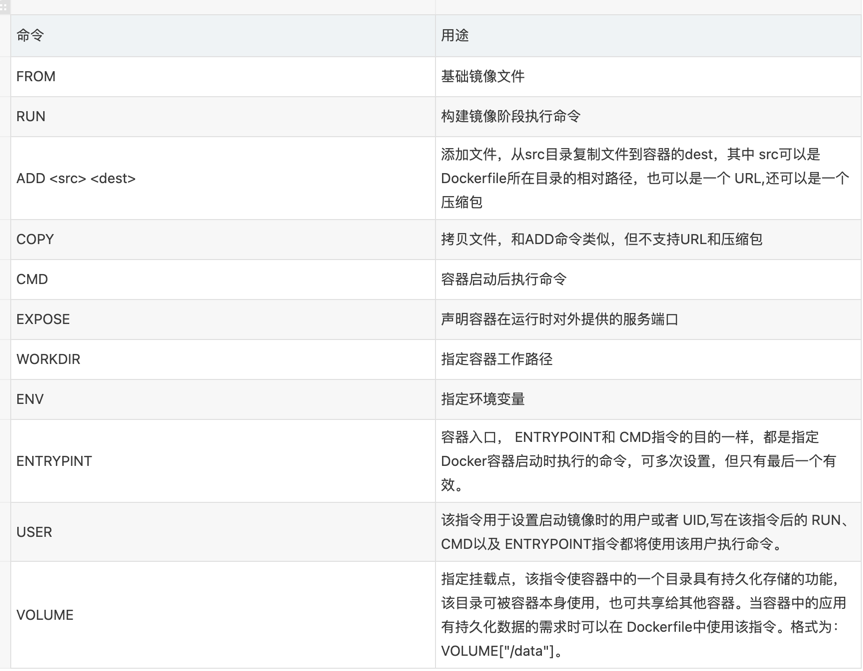 命令
用途
FROM
基础镜像文件
RUN
构建镜像阶段执行命令
ADD <src> <dest>
添加文件，从src目录复制文件到容器的dest，其中 src可以是
Dockerfile所在目录的相对路径，也可以是一个 URL,还可以是一个
压缩包
COPY
拷贝文件，和ADD命令类似，但不支持URL和压缩包
CMD
容器启动后执行命令
EXPOSE
声明容器在运行时对外提供的服务端口
WORKDIR
指定容器工作路径
ENV
指定环境变量
ENTRYPINT
容器入口， ENTRYPOINT和 CMD指令的目的一样，都是指定
Docker容器启动时执行的命令，可多次设置，但只有最后一个有
效。
USER
该指令用于设置启动镜像时的用户或者 UID,写在该指令后的 RUN、
CMD以及 ENTRYPOINT指令都将使用该用户执行命令。
VOLUME
指定挂载点，该指令使容器中的一个目录具有持久化存储的功能，
该目录可被容器本身使用，也可共享给其他容器。当容器中的应用
有持久化数据的需求时可以在 Dockerfile中使用该指令。格式为：
VOLUME["/data"]。